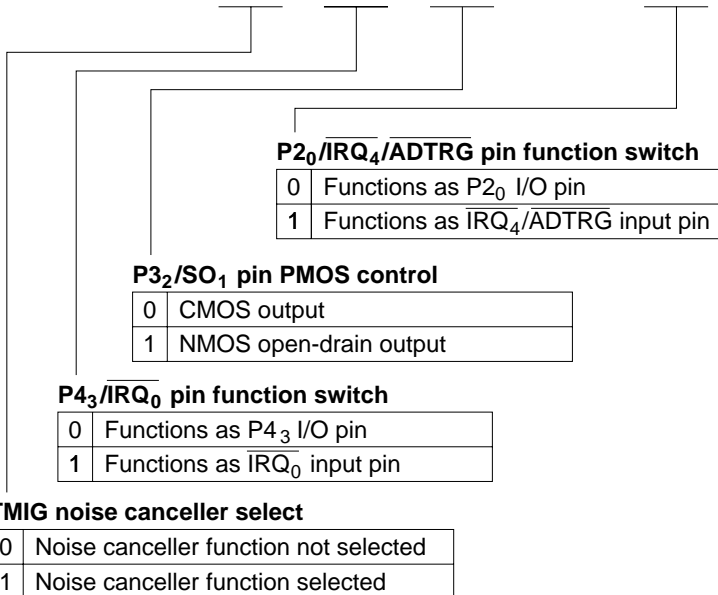 P2₀/IRQ₄/ADTRG pin function switch
0 Functions as P2₀ I/O pin
1 Functions as IRQ₄/ADTRG input pin
P3₂/SO₁ pin PMOS control
0 CMOS output
1 NMOS open-drain output
P4₃/IRQ₀ pin function switch
0 Functions as P4₃ I/O pin
1 Functions as IRQ₀ input pin
TMIG noise canceller select
0 Noise canceller function not selected
1 Noise canceller function selected